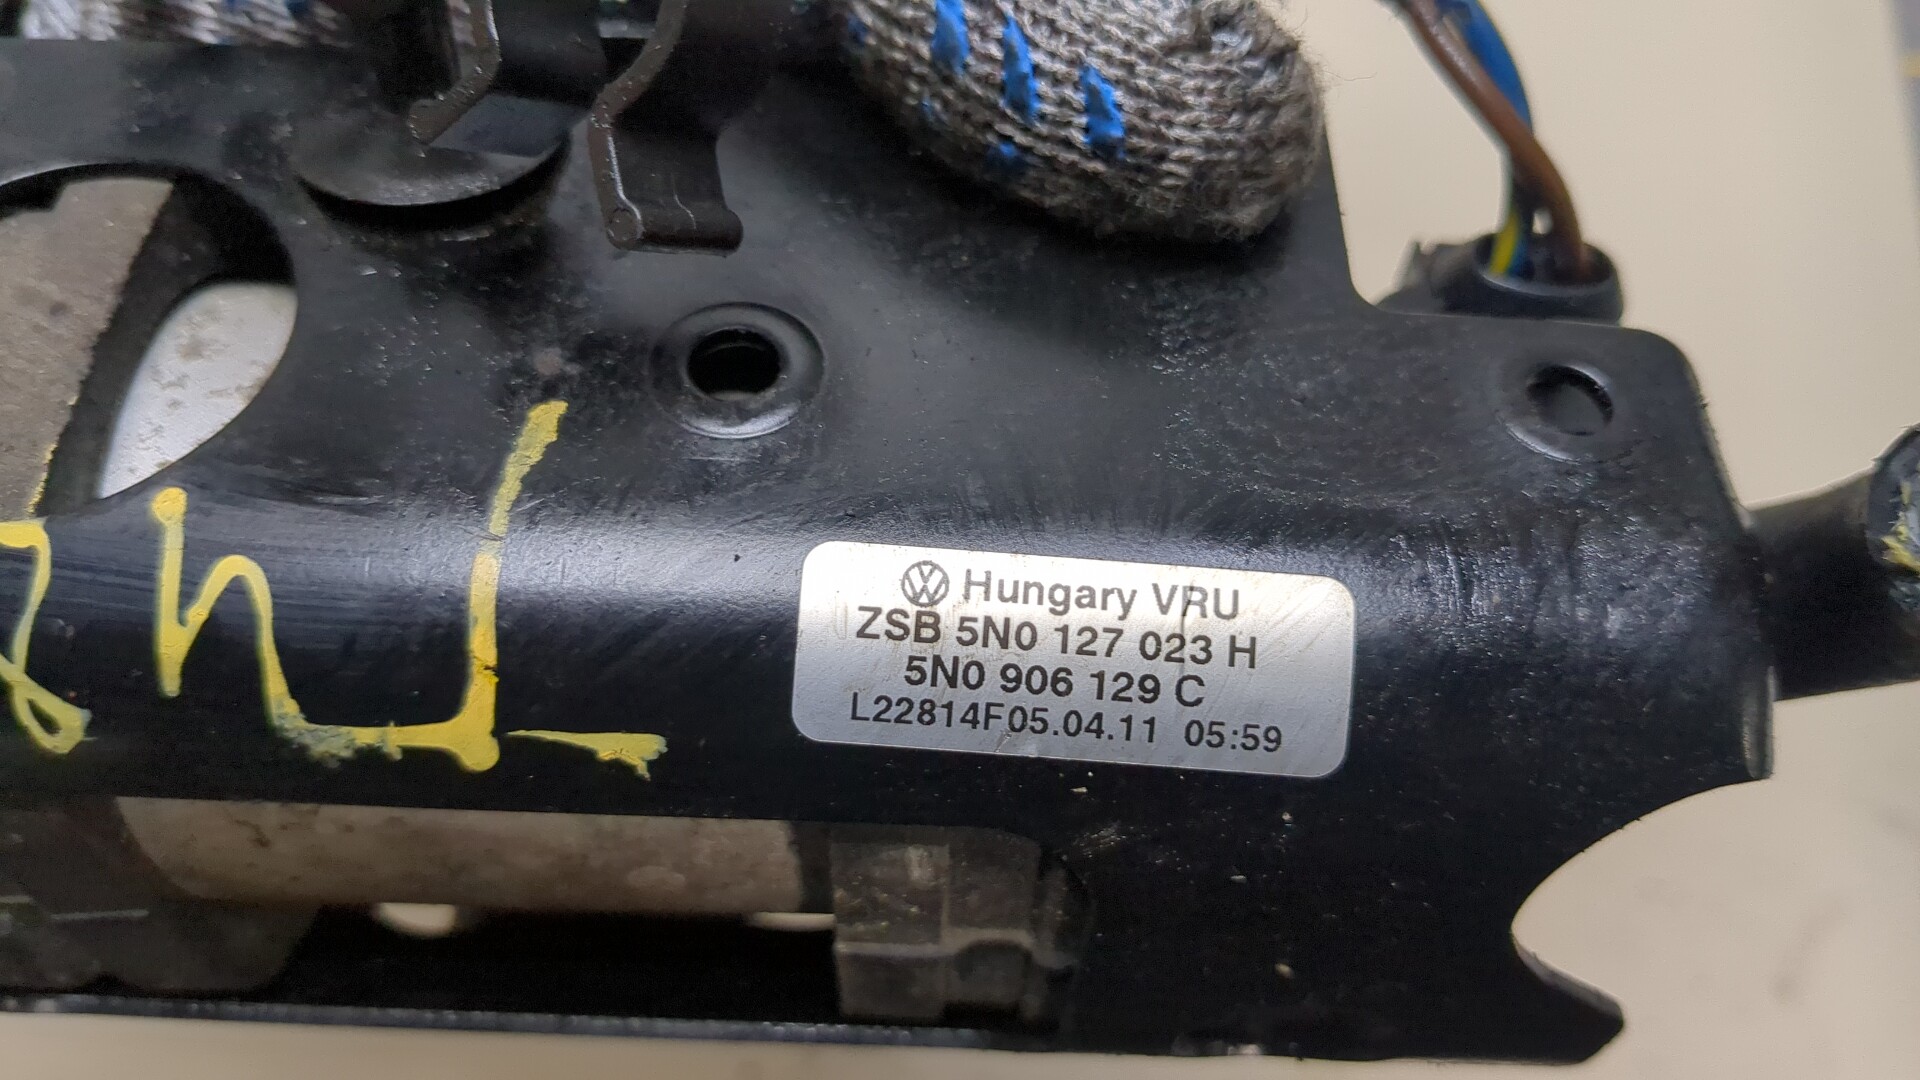 Hungary VRU
ZSB 5N0 127 023 H
5N0 906 129 C
L22814F05.04.11 05:59